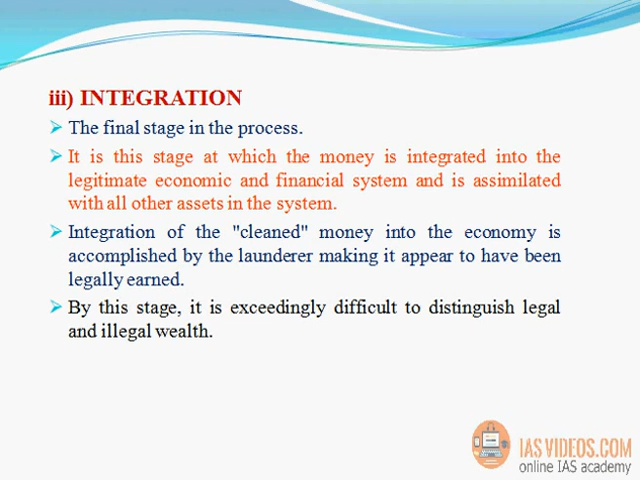 iii) INTEGRATION
The final stage in the process.
It is this stage at which the money is integrated into the
legitimate economic and financial system and is assimilated
with all other assets in the system.
Integration of the "cleaned" money into the economy is
accomplished by the launderer making it appear to have been
legally earned.
By this stage, it is exceedingly difficult to distinguish legal
and illegal wealth.
IASVIDEOS.COM
online IAS academy